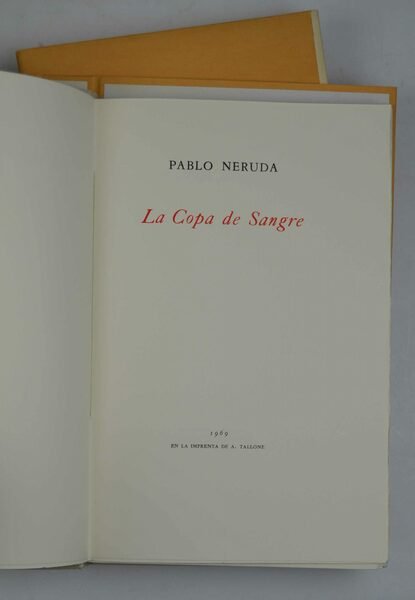 PABLO NERUDA
La Copa de Sangre
1969
EN LA IMPRENTA DE A. TALLONE